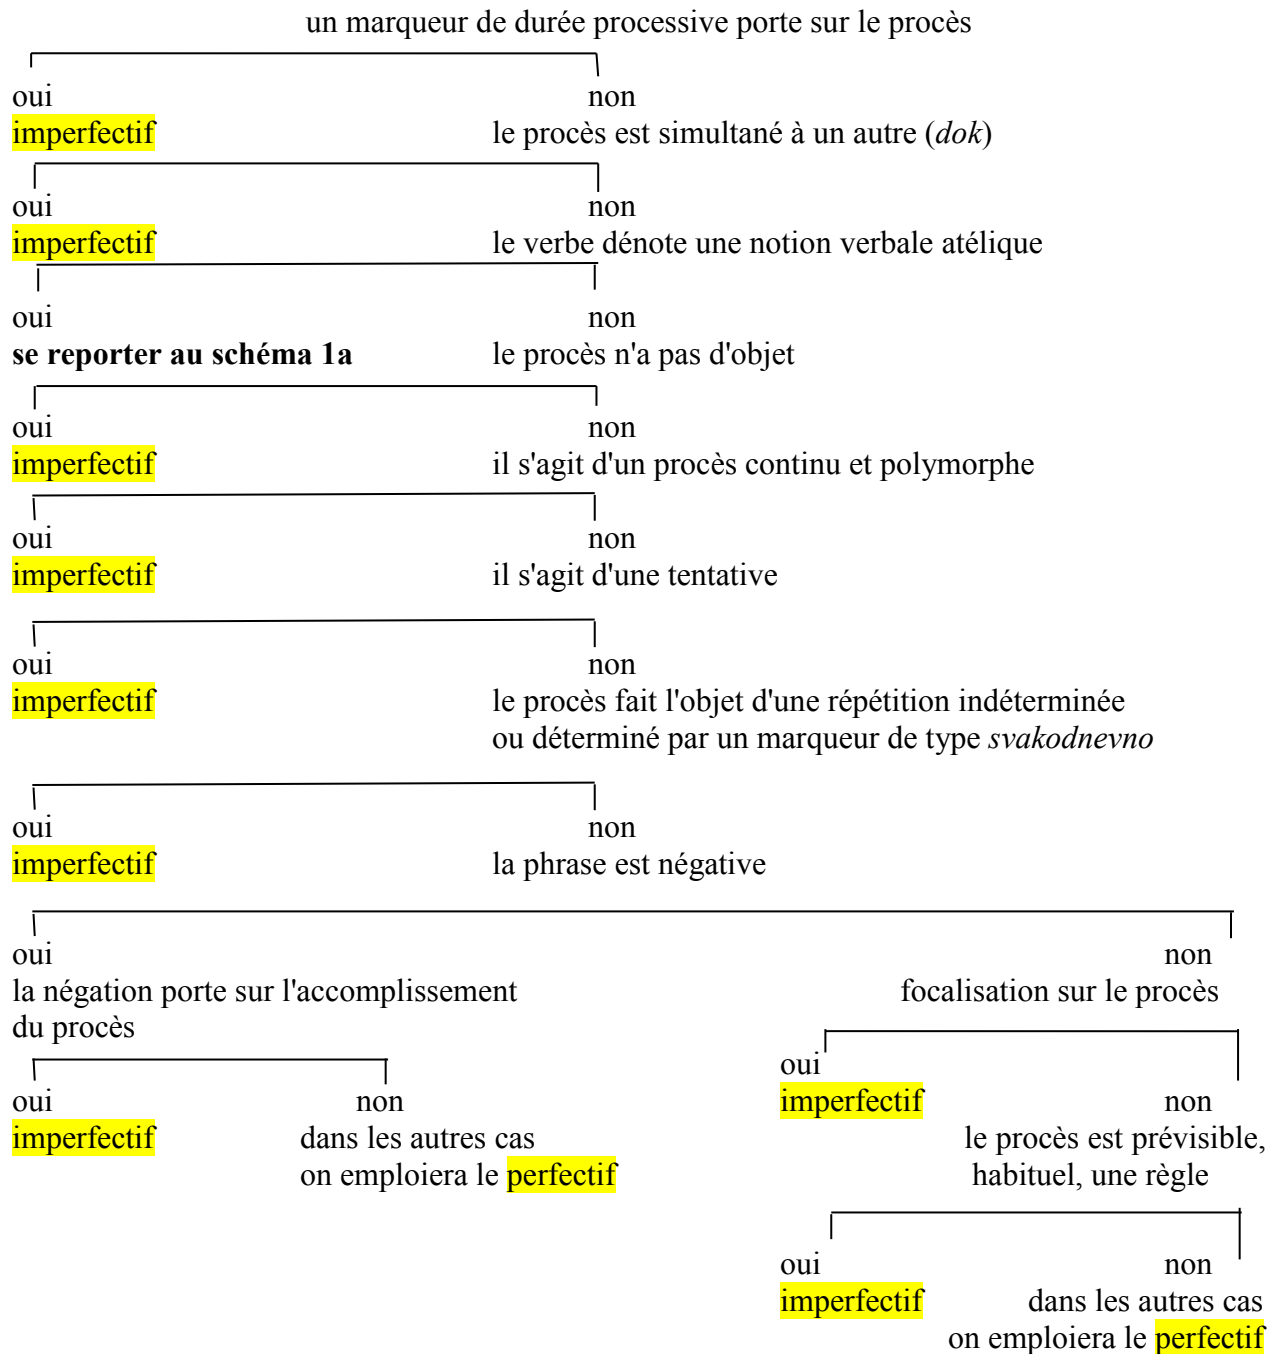 un marqueur de durée processive porte sur le procès
oui non
imperfectif le procès est simultané à un autre (dok)
oui non
imperfectif le verbe dénote une notion verbale atélique
oui non
se reporter au schéma 1a le procès n'a pas d'objet
oui non
imperfectif il s'agit d'un procès continu et polymorphe
oui non
imperfectif il s'agit d'une tentative
oui non
imperfectif le procès fait l'objet d'une répétition indéterminée
ou déterminé par un marqueur de type svakodnevno
oui non
imperfectif la phrase est négative
oui non
la négation porte sur l'accomplissement focalisation sur le procès
du procès
oui
oui non imperfectif non
imperfectif dans les autres cas le procès est prévisible,
on emploiera le perfectif habituel, une règle
oui non
imperfectif dans les autres cas
on emploiera le perfectif